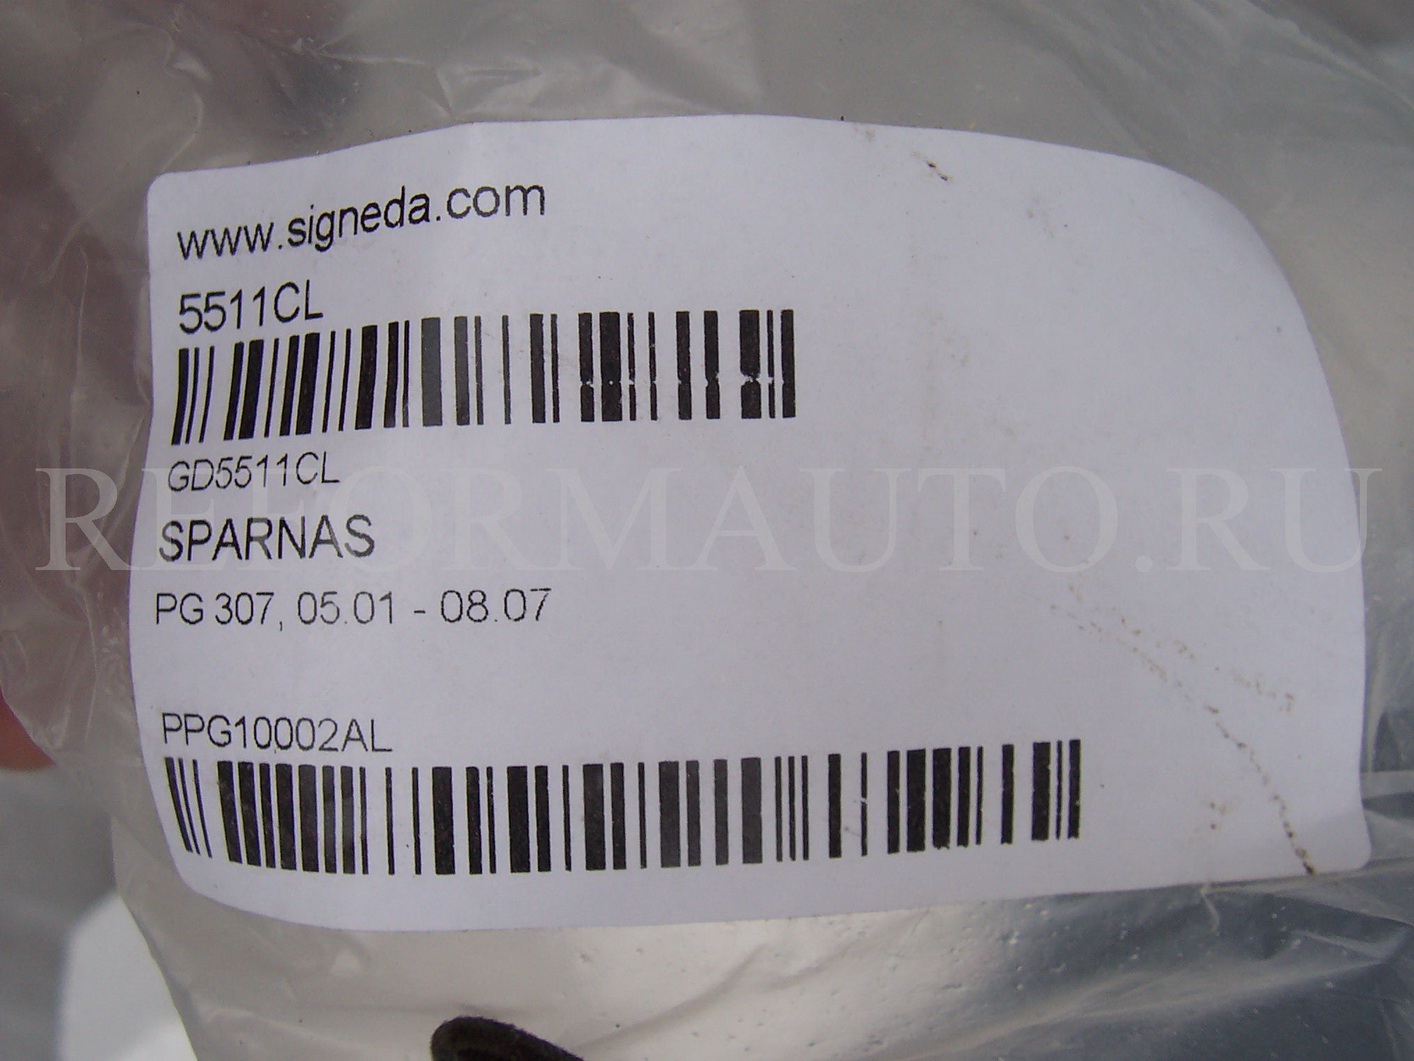 www.signeda.com
5511CL
GD5511CL
REFORMAUTO.RU
SPARNAS
PG 307, 05.01 - 08.07
PPG10002AL